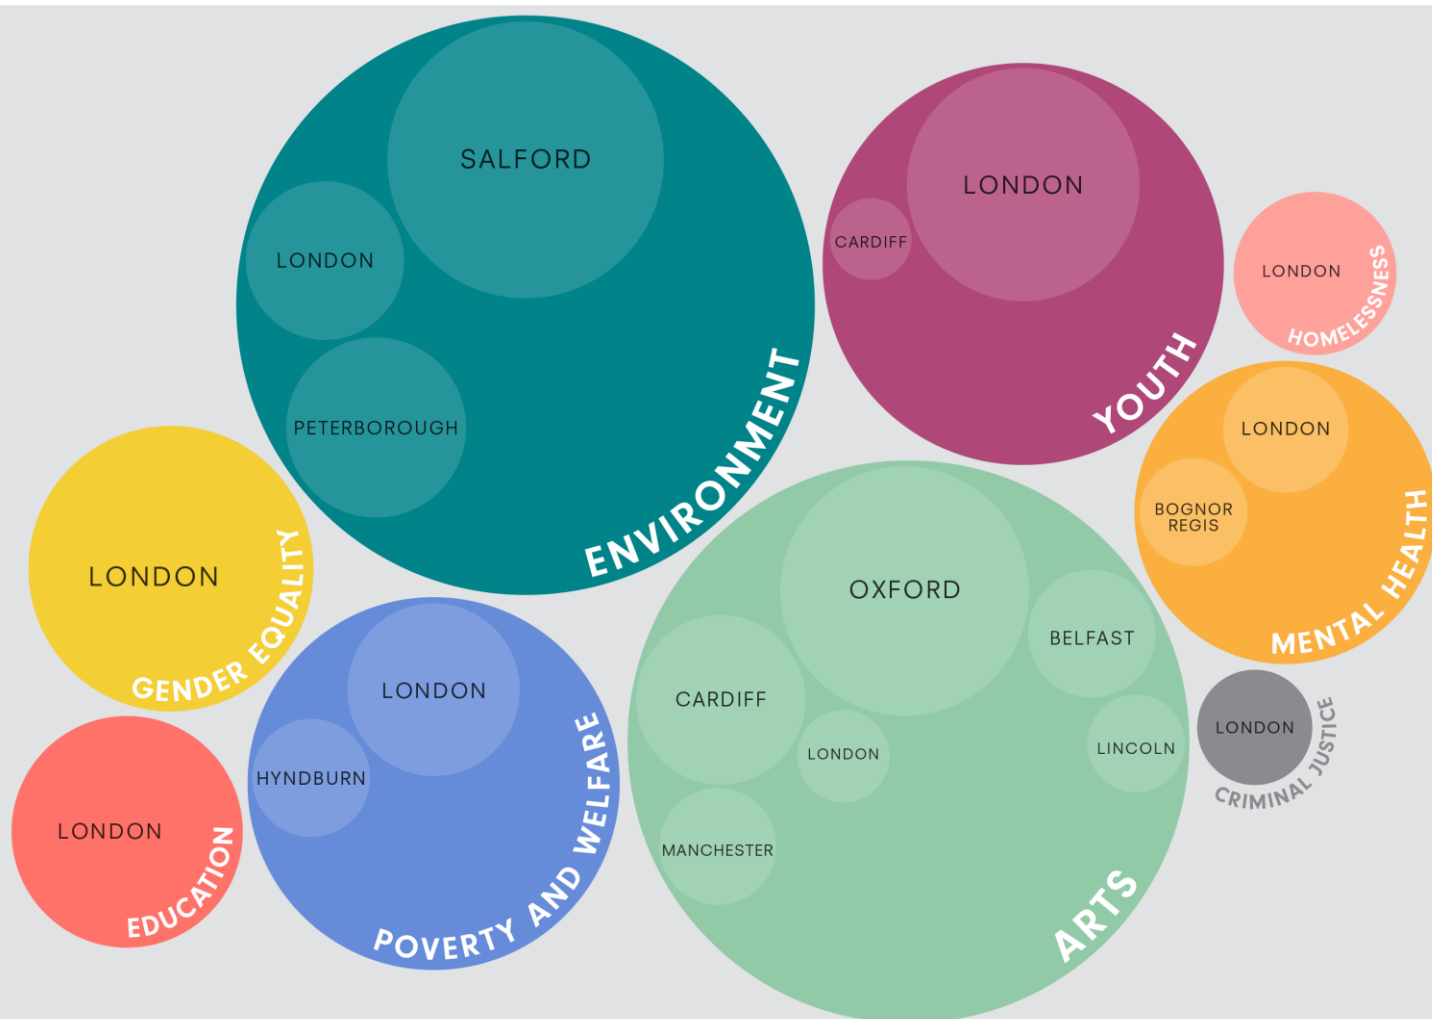 SALFORD
LONDON
PETERBOROUGH
ENVIRONMENT
LONDON
CARDIFF
YOUTH
LONDON
HOMELESSNESS
LONDON
BOGNOR
REGIS
MENTAL HEALTH
LONDON
GENDER EQUALITY
LONDON
HYNDBURN
POVERTY AND WELFARE
OXFORD
BELFAST
CARDIFF
LONDON
LINCOLN
MANCHESTER
ARTS
LONDON
CRIMINAL JUSTICE
LONDON
EDUCATION